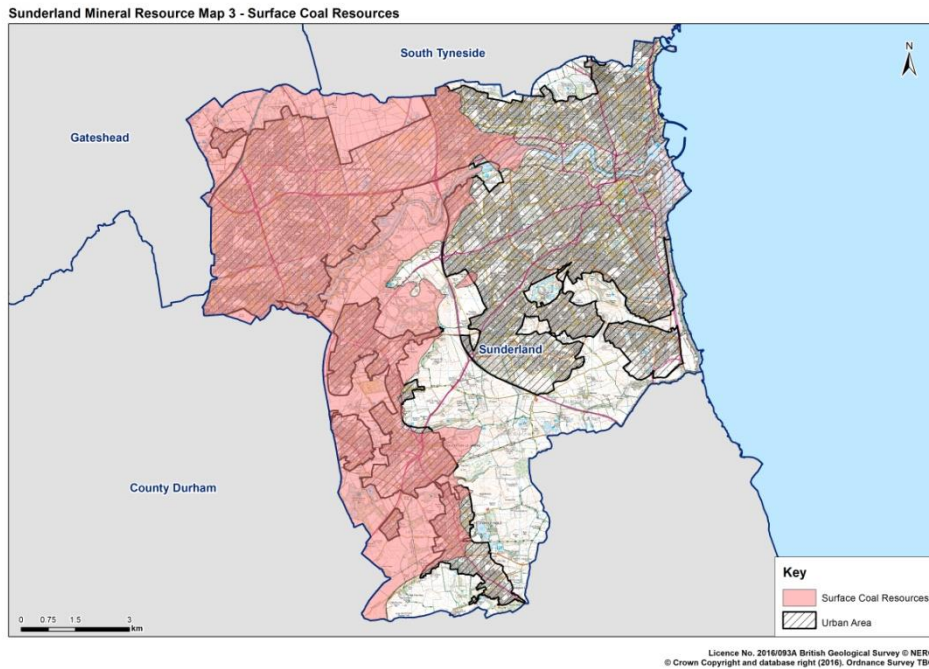 Sunderland Mineral Resource Map 3 - Surface Coal Resources
South Tyneside
N
Gateshead
Sunderland
County Durham
Key
Surface Coal Resources
Urban Area
0 0.75 1.5 3
km
Licence No. 2016/093A British Geological Survey © NER
© Crown Copyright and database right (2016). Ordnance Survey TB